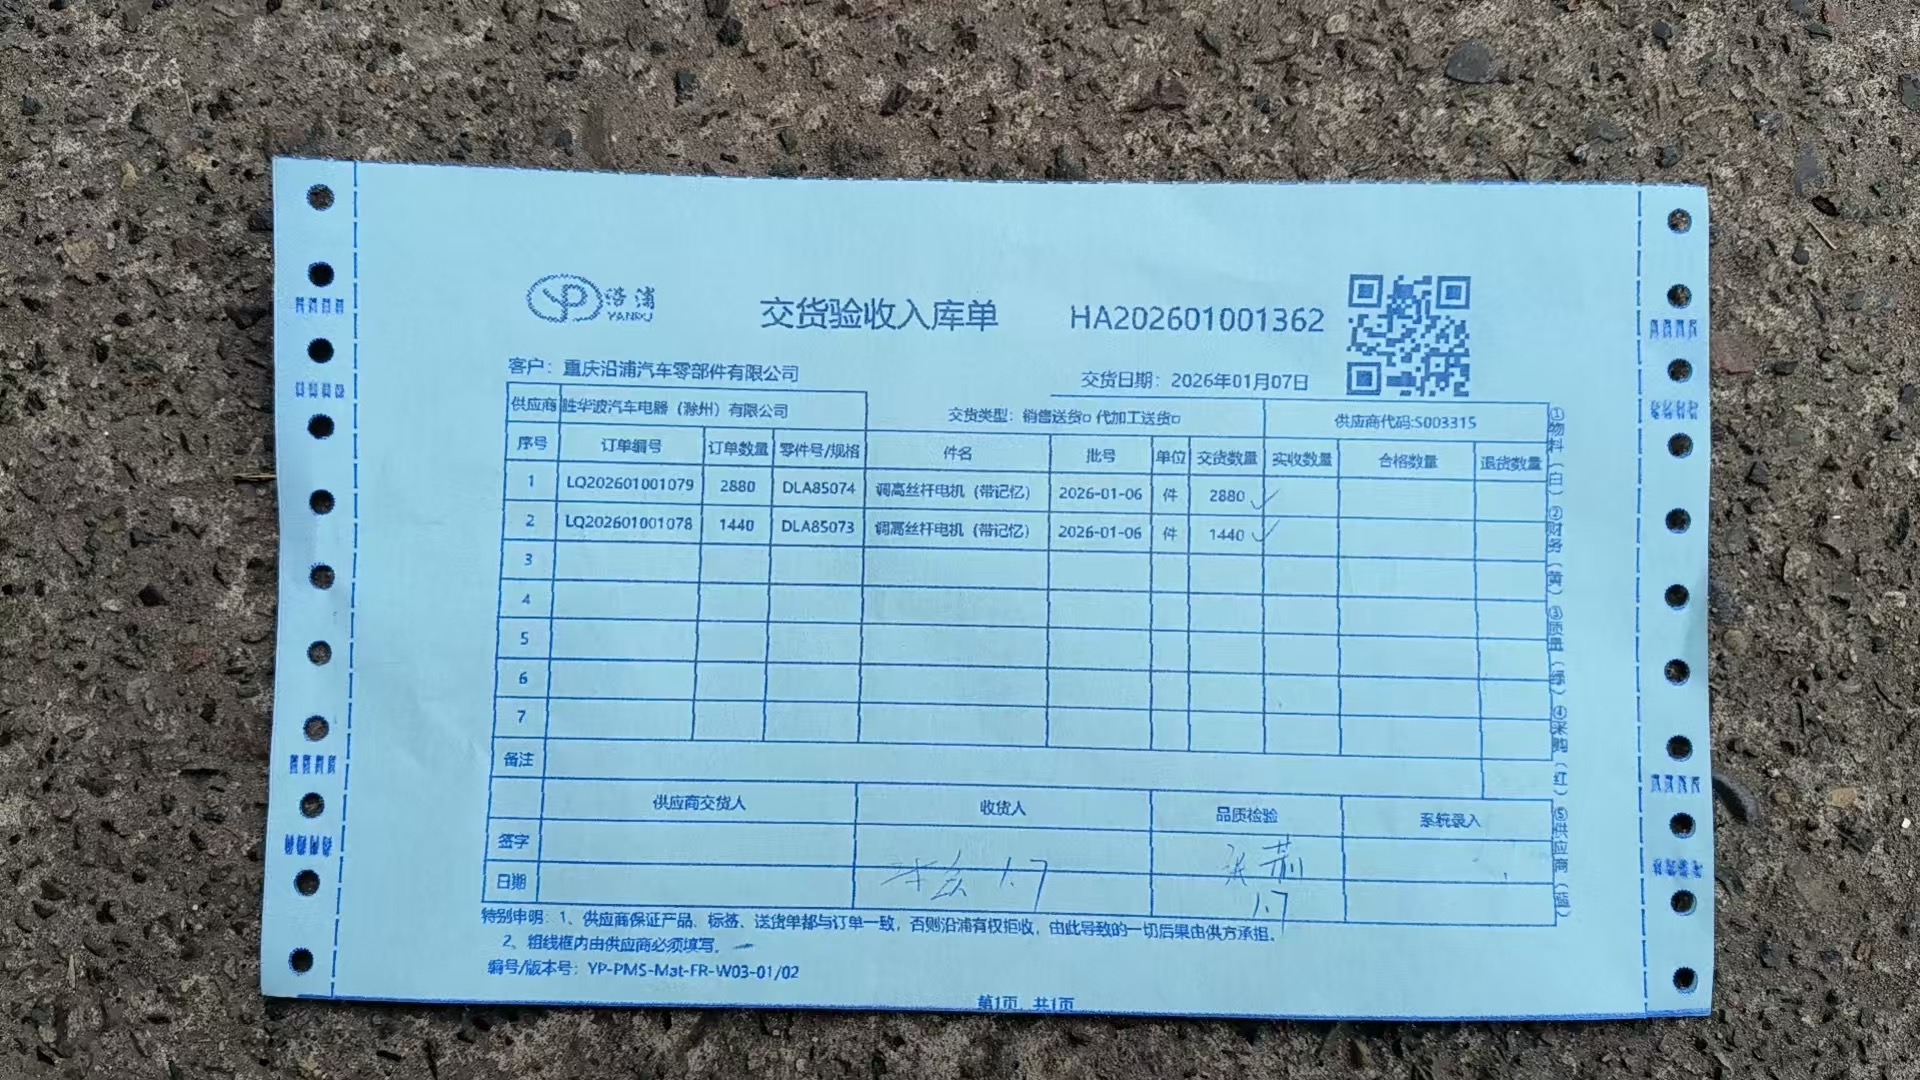 沿浦
YANPU
交货验收入库单 HA202601001362
客户：重庆沿浦汽车零部件有限公司 交货日期：2026年01月07日
供应商 胜华波汽车电器（滁州）有限公司 交货类型：销售送货□ 代加工送货□ 供应商代码:S003315
序号 订单编号 订单数量 零件号/规格 件名 批号 单位 交货数量 实收数量 合格数量 退货数量
1 LQ202601001079 2880 DLA85074 调高丝杆电机（带记忆） 2026-01-06 件 2880 ✓
2 LQ202601001078 1440 DLA85073 调高丝杆电机（带记忆） 2026-01-06 件 1440 ✓
3
4
5
6
7
备注
供应商交货人 收货人 品质检验 系统录入
签字
日期 1.7 1.7
特别申明：1、供应商保证产品、标签、送货单都与订单一致，否则沿浦有权拒收，由此导致的一切后果由供方承担。
2、粗线框内由供应商必须填写。
编号/版本号：YP-PMS-Mat-FR-W03-01/02
第1页，共1页
①物料（白）②财务（黄）③质量（绿）④采购（红）⑤供应商（蓝）